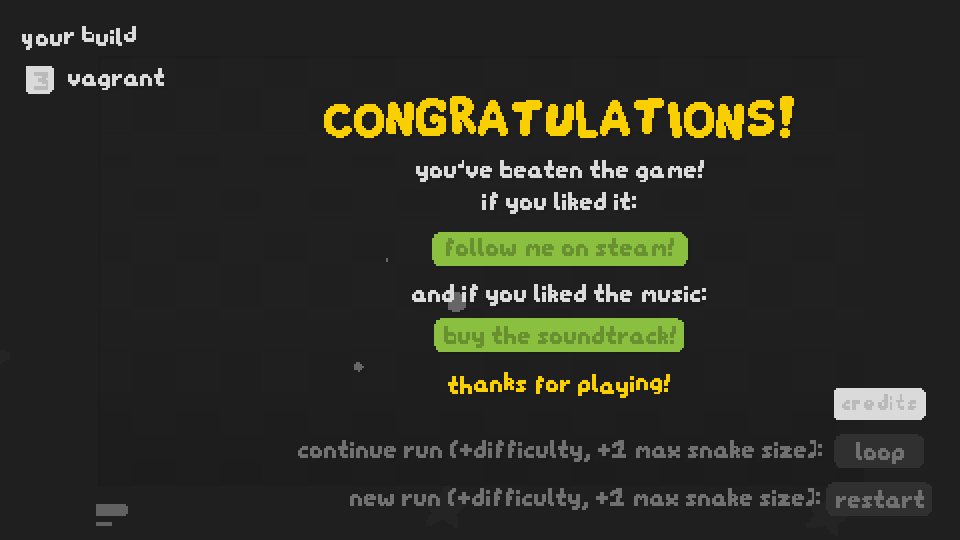 your build
3 vagrant
CONGRATULATIONS!
you've beaten the game!
if you liked it:
follow me on steam!
and if you liked the music:
buy the soundtrack!
thanks for playing!
credits
continue run (+difficulty, +1 max snake size): loop
new run (+difficulty, +1 max snake size): restart